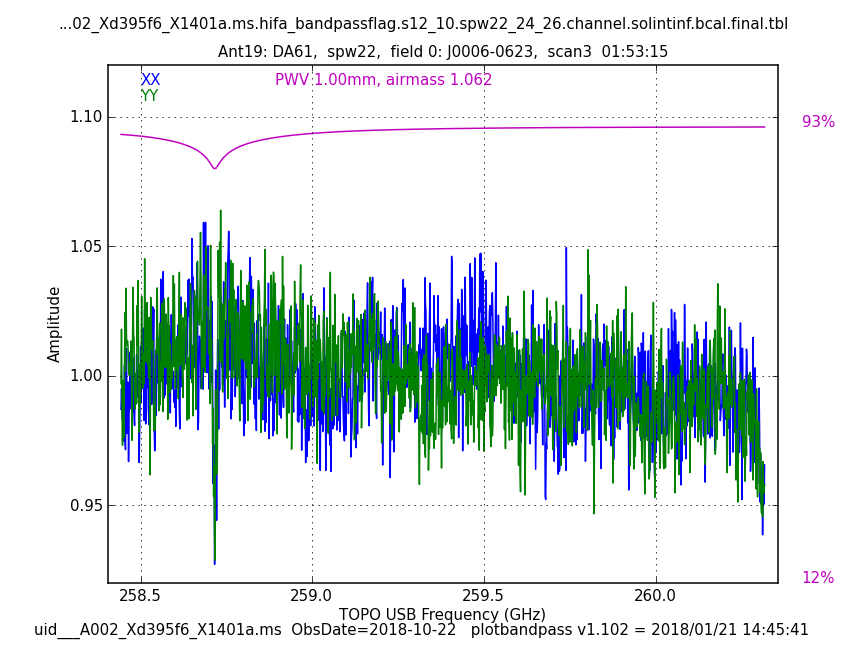 ...02_Xd395f6_X1401a.ms.hifa_bandpassflag.s12_10.spw22_24_26.channel.solintinf.bcal.final.tbl
Ant19: DA61,  spw22,  field 0: J0006-0623,  scan3  01:53:15
XX
PWV 1.00mm, airmass 1.062
YY
1.10
93%
1.05
Amplitude
1.00
0.95
12%
258.5
259.0
259.5
260.0
TOPO USB Frequency (GHz)
uid___A002_Xd395f6_X1401a.ms  ObsDate=2018-10-22   plotbandpass v1.102 = 2018/01/21 14:45:41